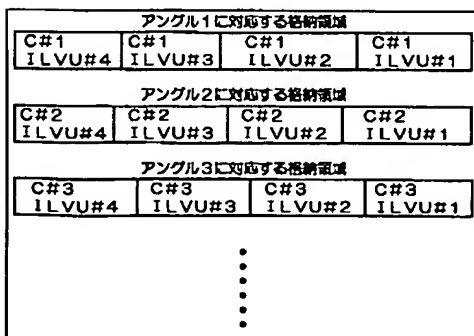 アングル1に対応する格納領域
C#1 C#1 C#1 C#1
ILVU#4 ILVU#3 ILVU#2 ILVU#1
アングル2に対応する格納領域
C#2 C#2 C#2 C#2
ILVU#4 ILVU#3 ILVU#2 ILVU#1
アングル3に対応する格納領域
C#3 C#3 C#3 C#3
ILVU#4 ILVU#3 ILVU#2 ILVU#1